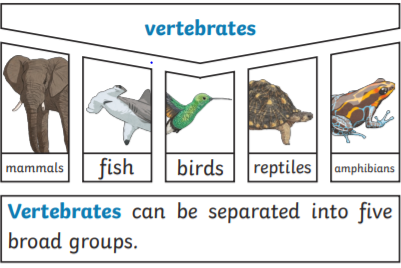 vertebrates
mammals fish birds reptiles amphibians
Vertebrates can be separated into five
broad groups.